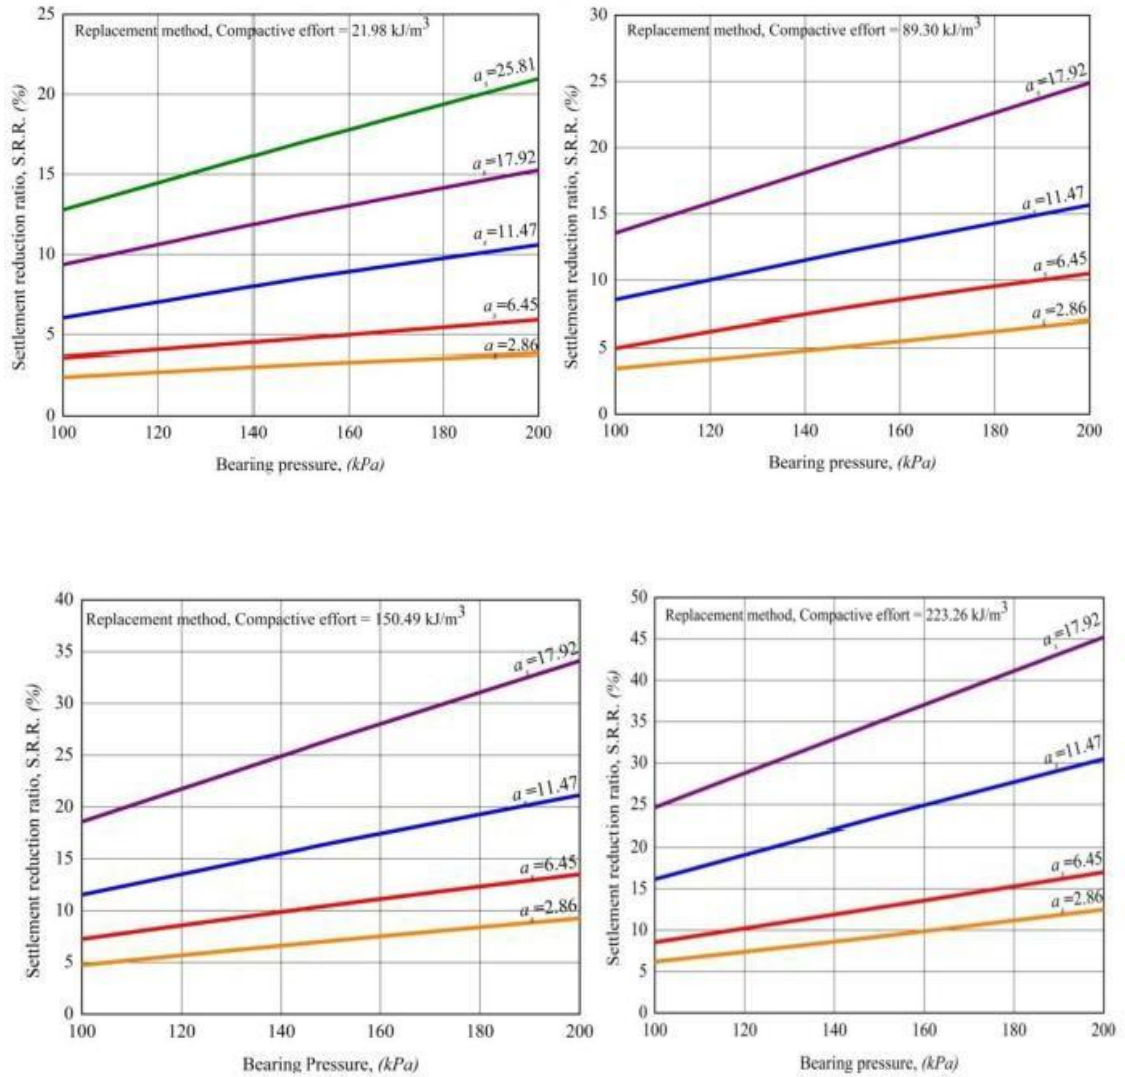 Replacement method, Compactive effort = 21.98 kJ/m³
Settlement reduction ratio, S.R.R. (%)
25
20
15
10
5
0
aₛ=25.81
aₛ=17.92
aₛ=11.47
aₛ=6.45
aₛ=2.86
100 120 140 160 180 200
Bearing pressure, (kPa)
Replacement method, Compactive effort = 89.30 kJ/m³
Settlement reduction ratio, S.R.R. (%)
30
25
20
15
10
5
0
aₛ=17.92
aₛ=11.47
aₛ=6.45
aₛ=2.86
100 120 140 160 180 200
Bearing pressure, (kPa)
Replacement method, Compactive effort = 150.49 kJ/m³
Settlement reduction ratio, S.R.R. (%)
40
35
30
25
20
15
10
5
0
aₛ=17.92
aₛ=11.47
aₛ=6.45
aₛ=2.86
100 120 140 160 180 200
Bearing Pressure, (kPa)
Replacement method, Compactive effort = 223.26 kJ/m³
Settlement reduction ratio, S.R.R. (%)
50
45
40
35
30
25
20
15
10
5
0
aₛ=17.92
aₛ=11.47
aₛ=6.45
aₛ=2.86
100 120 140 160 180 200
Bearing pressure, (kPa)